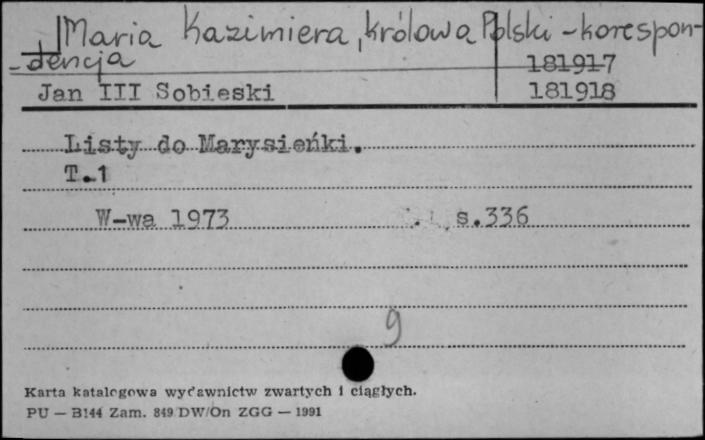 Maria Kazimiera, królowa Polski - korespon-
- dencja
181917
Jan III Sobieski 181918
Listy do Marysieńki.
T.1
W-wa 1973 s.336
9
Karta katalogowa wydawnictw zwartych i ciągłych.
PU — B144 Zam. 849/DW/On ZGG — 1991